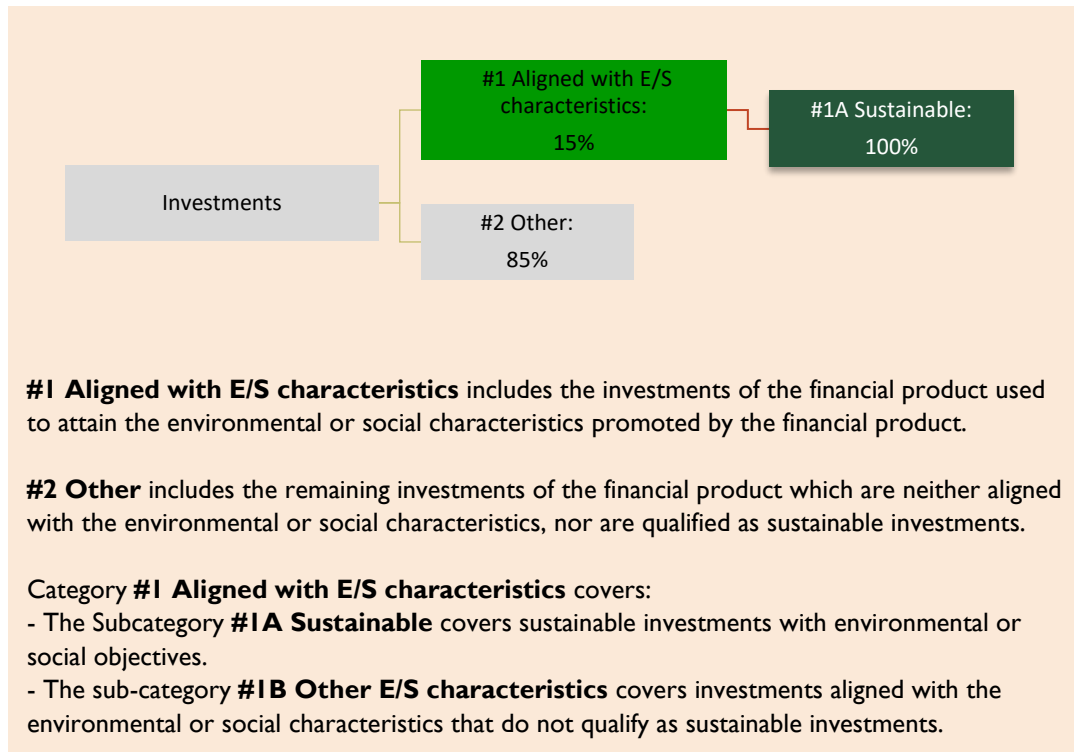 #1 Aligned with E/S
characteristics:
15%
#1A Sustainable:
100%
Investments
#2 Other:
85%
#1 Aligned with E/S characteristics includes the investments of the financial product used
to attain the environmental or social characteristics promoted by the financial product.
#2 Other includes the remaining investments of the financial product which are neither aligned
with the environmental or social characteristics, nor are qualified as sustainable investments.
Category #1 Aligned with E/S characteristics covers:
- The Subcategory #1A Sustainable covers sustainable investments with environmental or
social objectives.
- The sub-category #1B Other E/S characteristics covers investments aligned with the
environmental or social characteristics that do not qualify as sustainable investments.